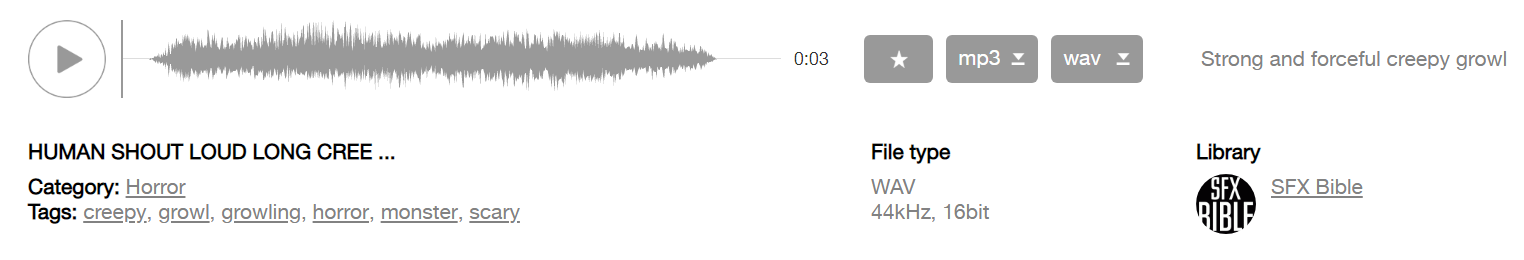 0:03
mp3
wav
Strong and forceful creepy growl
HUMAN SHOUT LOUD LONG CREE ...
File type
Library
Category: Horror
WAV
SFX Bible
Tags: creepy, growl, growling, horror, monster, scary
44kHz, 16bit
SFX
BIBLE